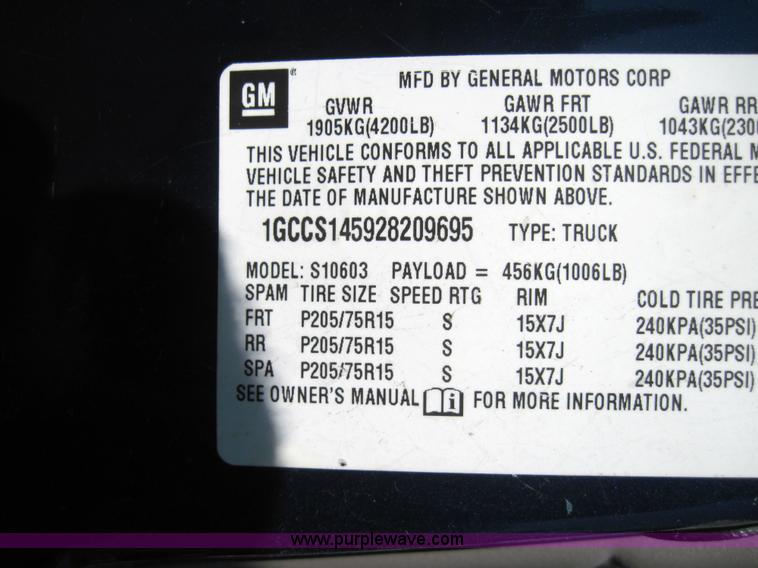 GM ® MFD BY GENERAL MOTORS CORP
GVWR GAWR FRT GAWR RR
1905KG(4200LB) 1134KG(2500LB) 1043KG(2300
THIS VEHICLE CONFORMS TO ALL APPLICABLE U.S. FEDERAL M
VEHICLE SAFETY AND THEFT PREVENTION STANDARDS IN EFFE
THE DATE OF MANUFACTURE SHOWN ABOVE.
1GCCS145928209695 TYPE: TRUCK
MODEL: S10603 PAYLOAD = 456KG(1006LB)
SPAM TIRE SIZE SPEED RTG RIM COLD TIRE PRE
FRT P205/75R15 S 15X7J 240KPA(35PSI)
RR P205/75R15 S 15X7J 240KPA(35PSI)
SPA P205/75R15 S 15X7J 240KPA(35PSI)
SEE OWNER'S MANUAL i FOR MORE INFORMATION.
www.purplewave.com